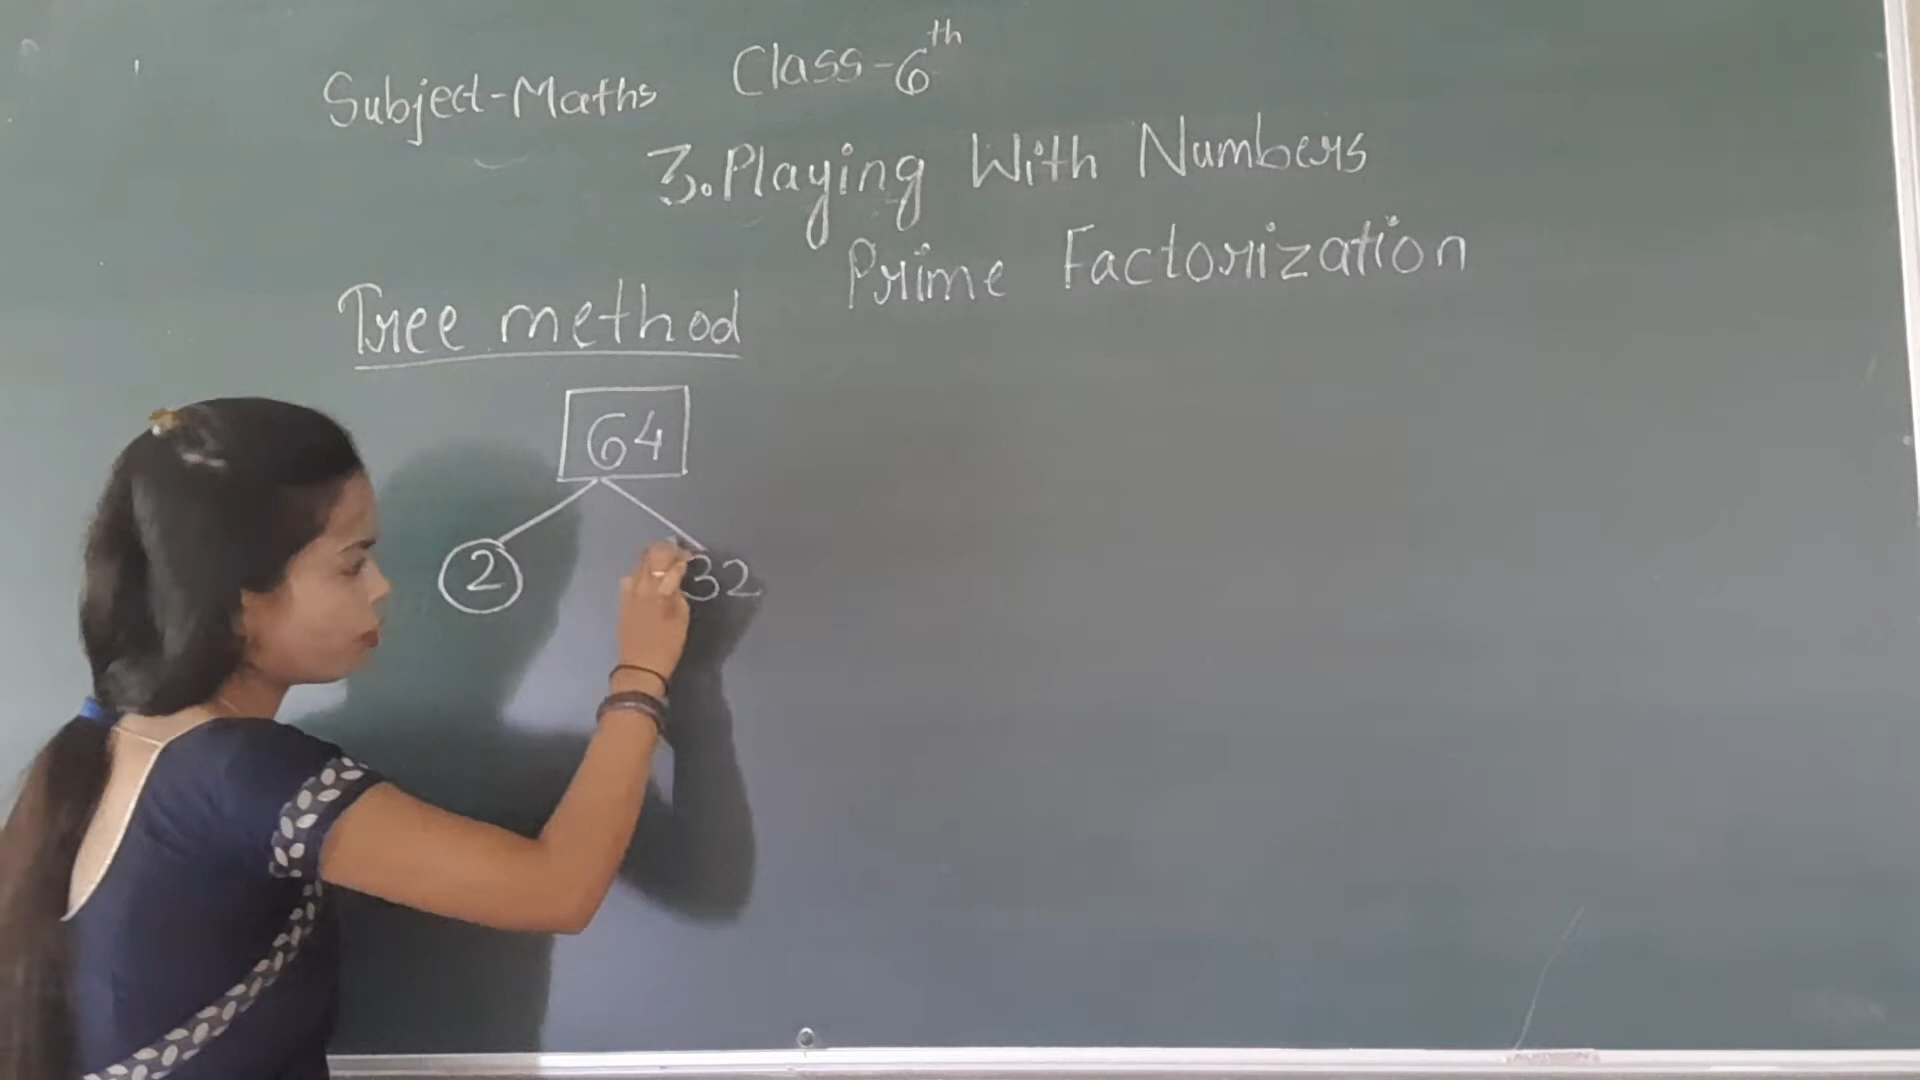 Subject-Maths Class-6th
3. Playing With Numbers
Prime Factorization
Tree method
64
2 32